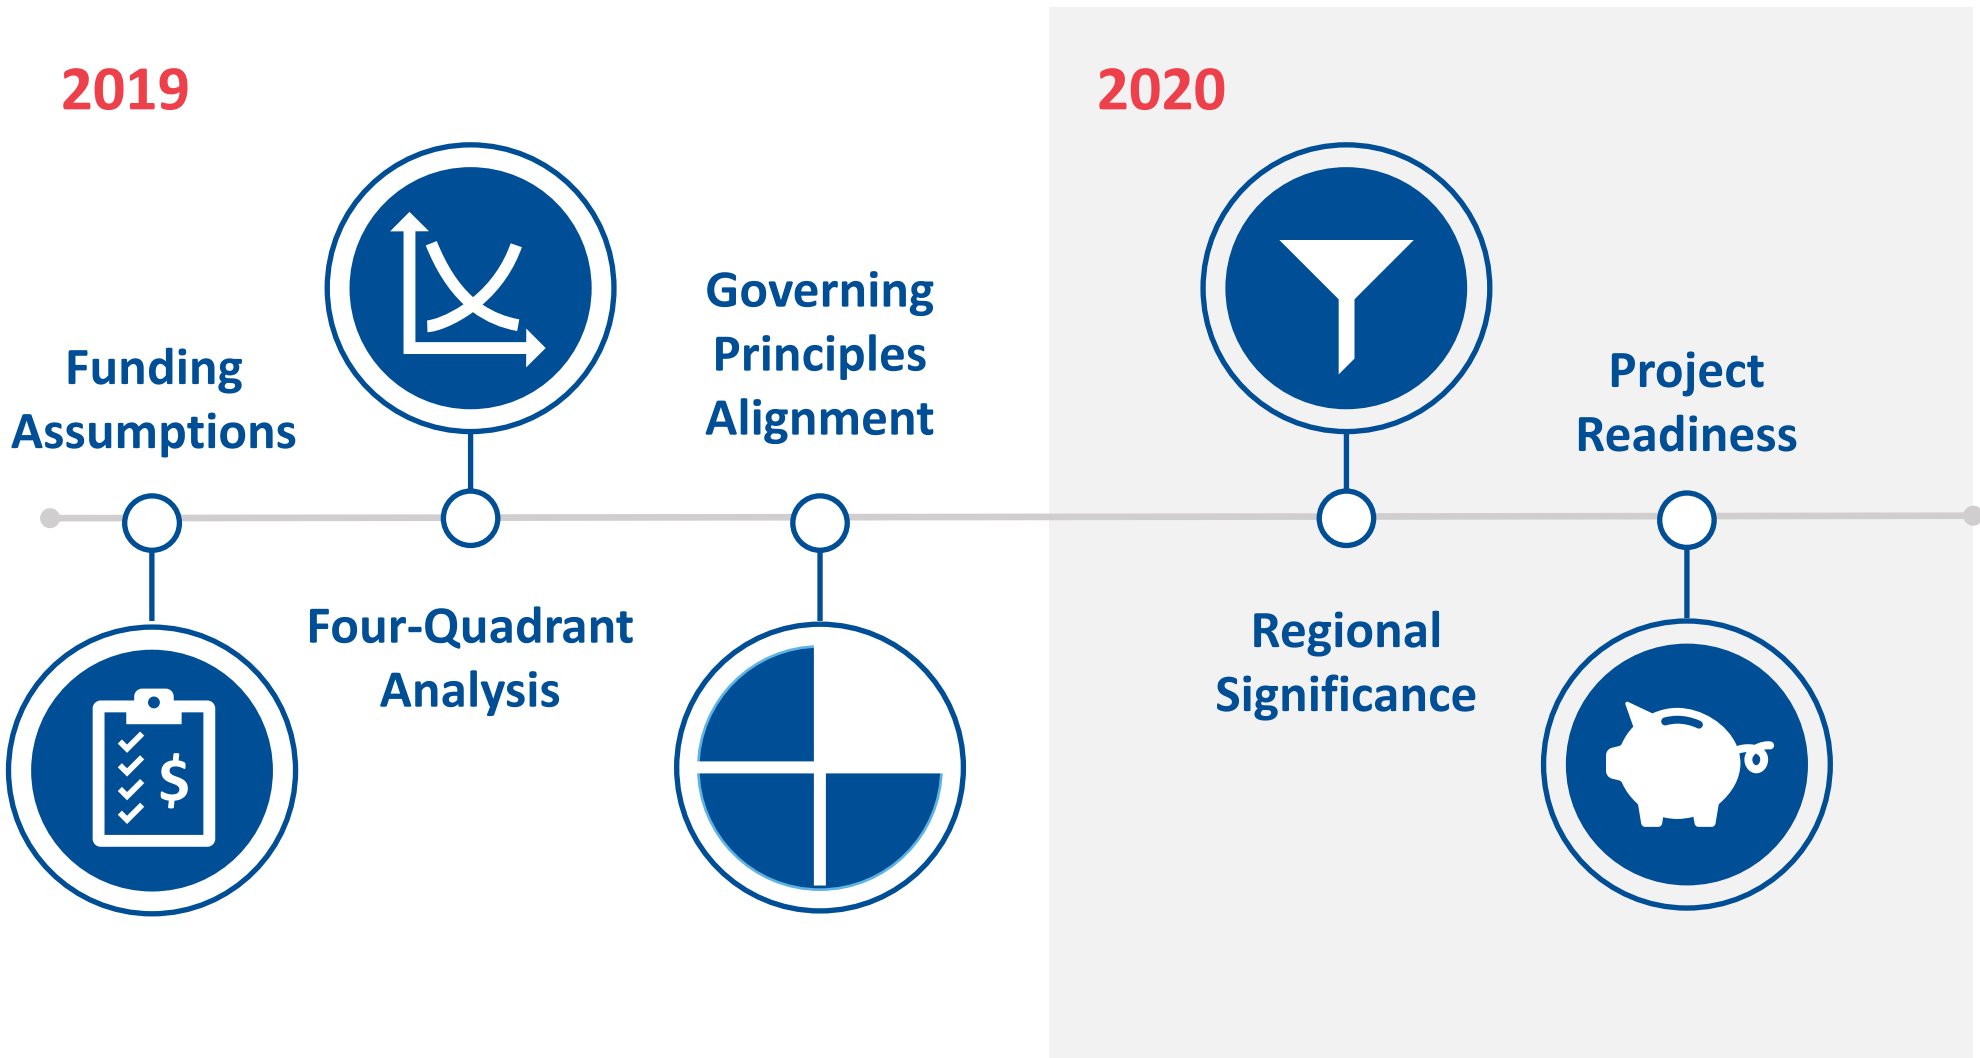 2019
Funding
Assumptions
$
Four-Quadrant
Analysis
Governing
Principles
Alignment
2020
Regional
Significance
Project
Readiness